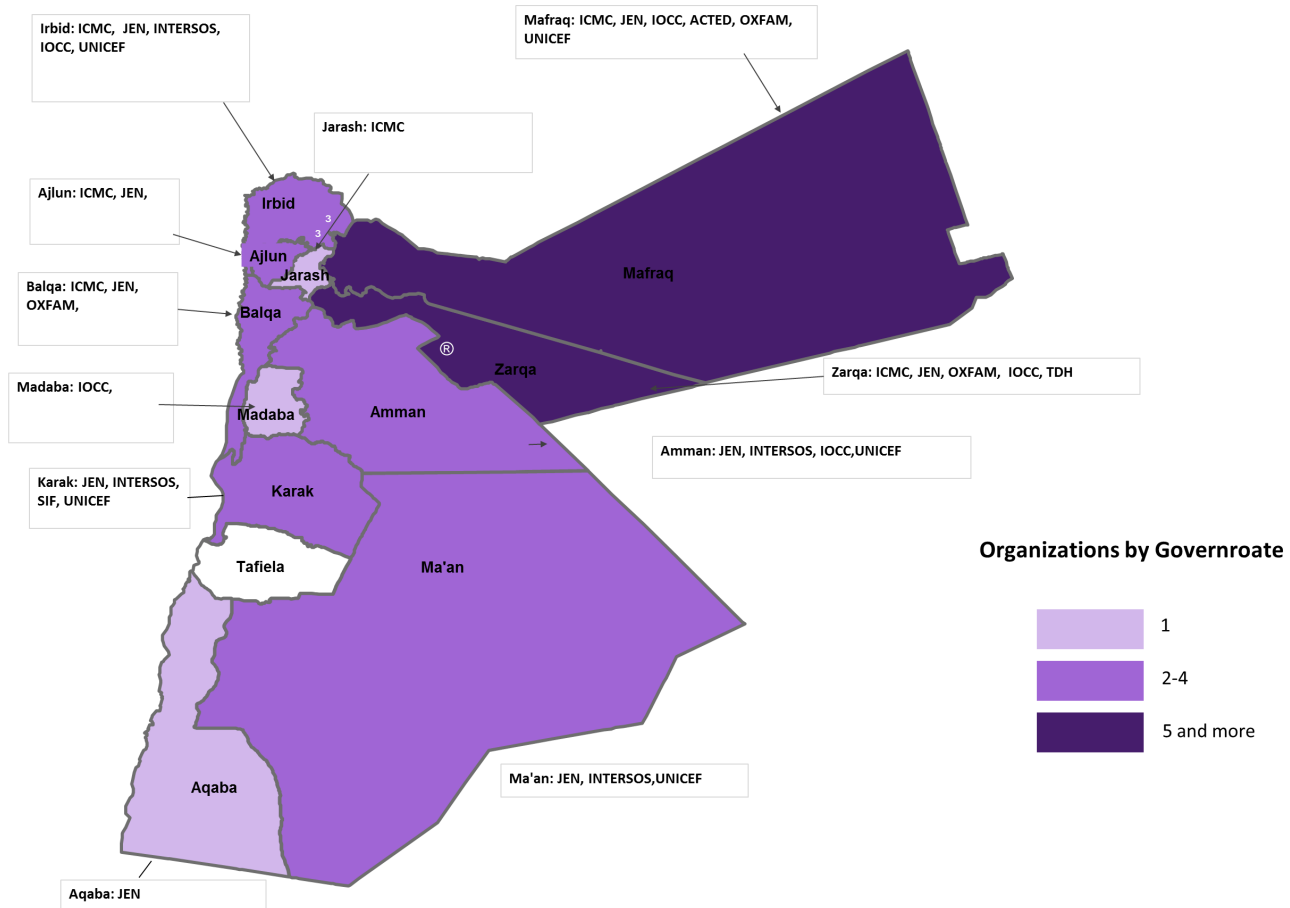 Irbid: ICMC, JEN, INTERSOS,
IOCC, UNICEF
Mafraq: ICMC, JEN, IOCC, ACTED, OXFAM,
UNICEF
Jarash: ICMC
Ajlun: ICMC, JEN,
Irbid
3
3
Ajlun
Jarash
Mafraq
Balqa: ICMC, JEN,
OXFAM,
Balqa
®
Zarqa
Zarqa: ICMC, JEN, OXFAM, IOCC, TDH
Madaba: IOCC,
Madaba
Amman
Amman: JEN, INTERSOS, IOCC,UNICEF
Karak: JEN, INTERSOS,
SIF, UNICEF
Karak
Tafiela
Ma'an
Organizations by Governroate
1
2-4
5 and more
Aqaba
Ma'an: JEN, INTERSOS,UNICEF
Aqaba: JEN